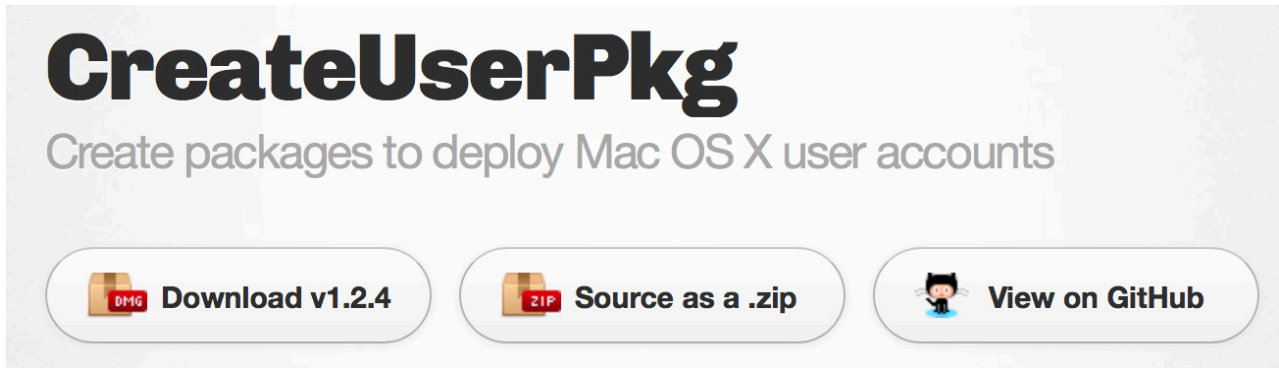 CreateUserPkg
Create packages to deploy Mac OS X user accounts
DMG Download v1.2.4
ZIP Source as a .zip
View on GitHub